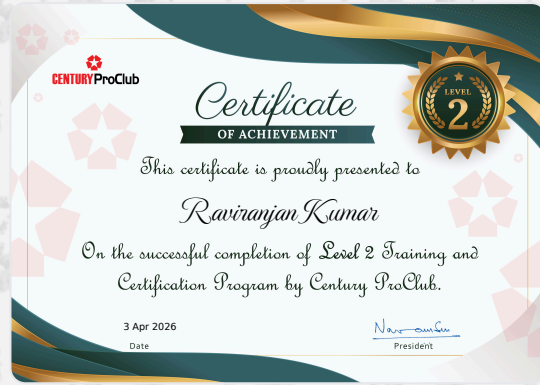 CENTURY ProClub
Certificate
OF ACHIEVEMENT
LEVEL
2
This certificate is proudly presented to
Raviranjan Kumar
On the successful completion of Level 2 Training and
Certification Program by Century ProClub.
3 Apr 2026
Date
President